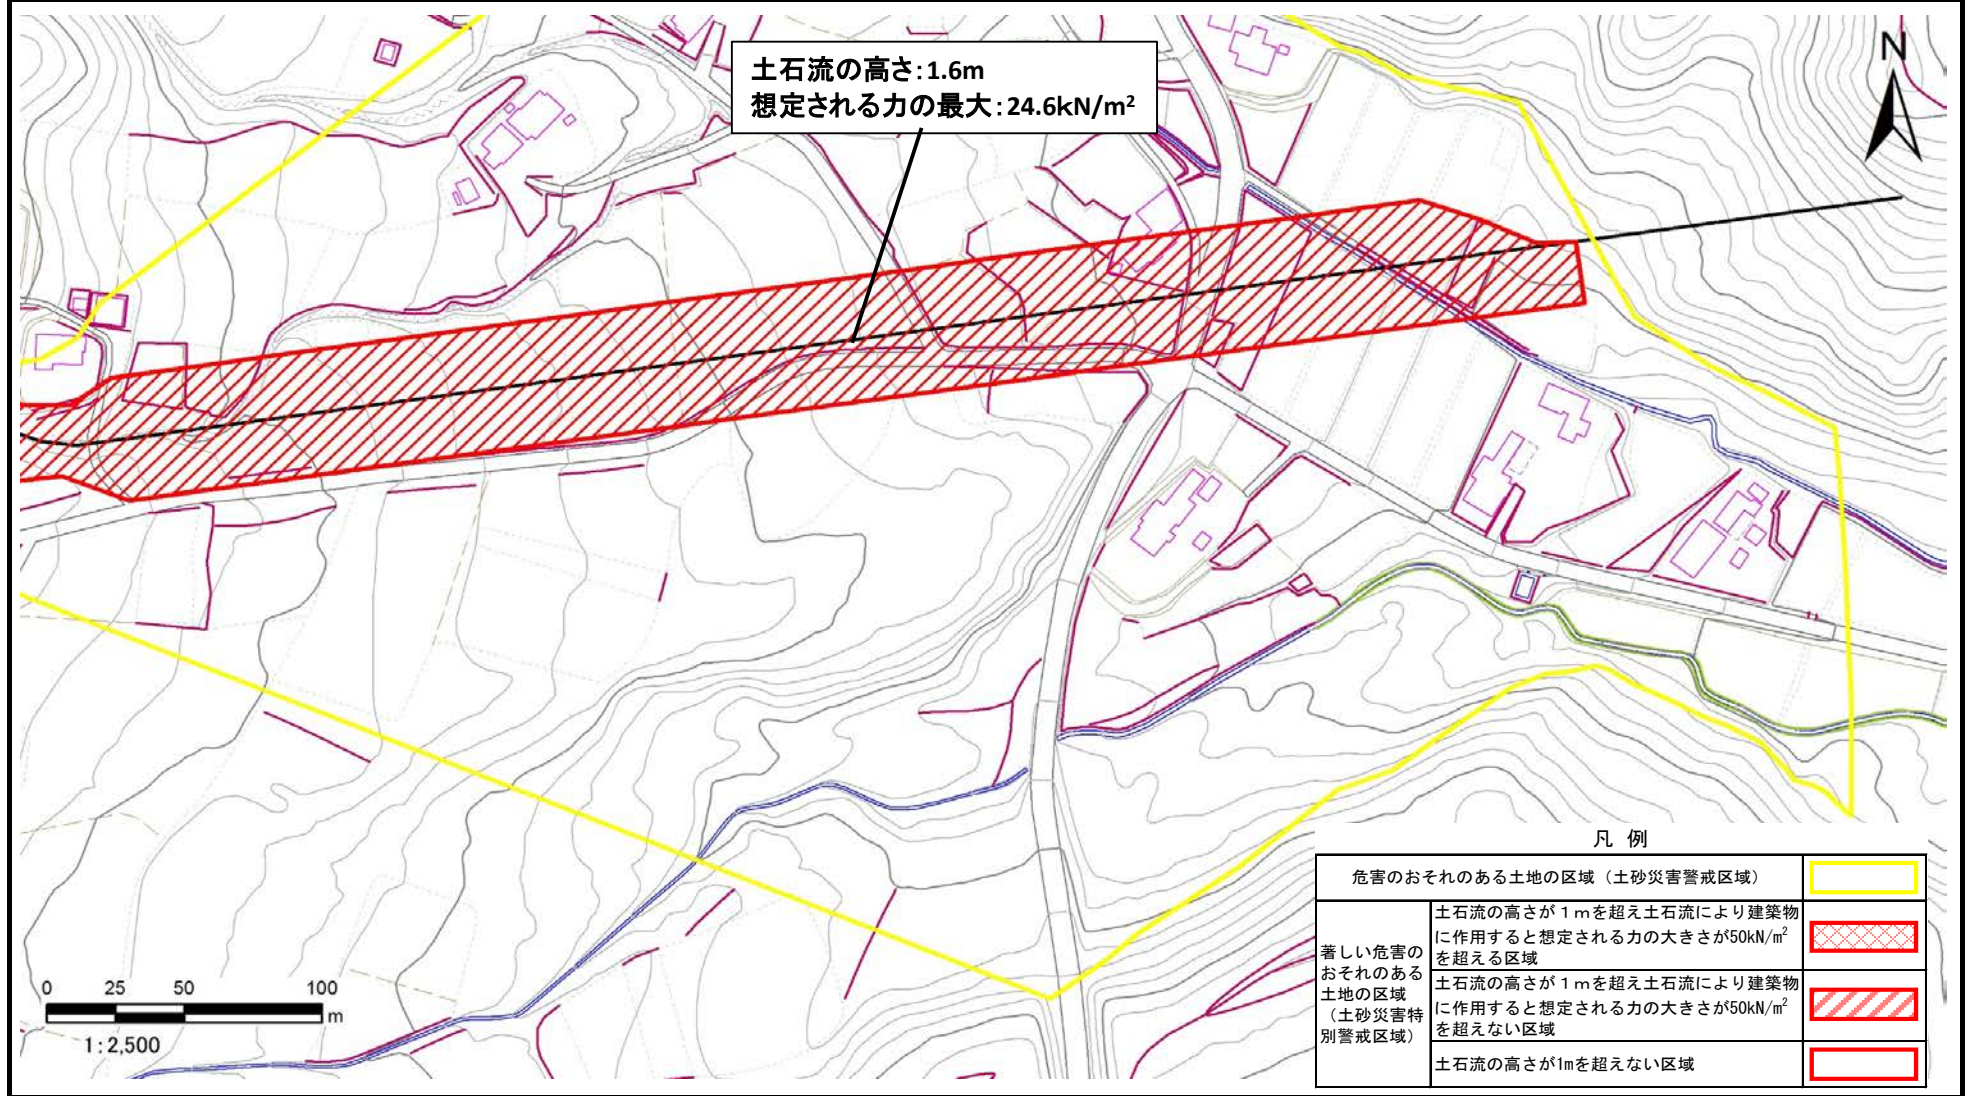 土石流の高さ:1.6m
想定される力の最大:24.6kN/m²
N
凡 例
危害のおそれのある土地の区域（土砂災害警戒区域）
著しい危害の
おそれのある
土地の区域
（土砂災害特
別警戒区域）
土石流の高さが１ｍを超え土石流により建築物
に作用すると想定される力の大きさが50kN/㎡
を超える区域
土石流の高さが１ｍを超え土石流により建築物
に作用すると想定される力の大きさが50kN/㎡
を超えない区域
土石流の高さが1mを超えない区域
0 25 50 100
m
1:2,500